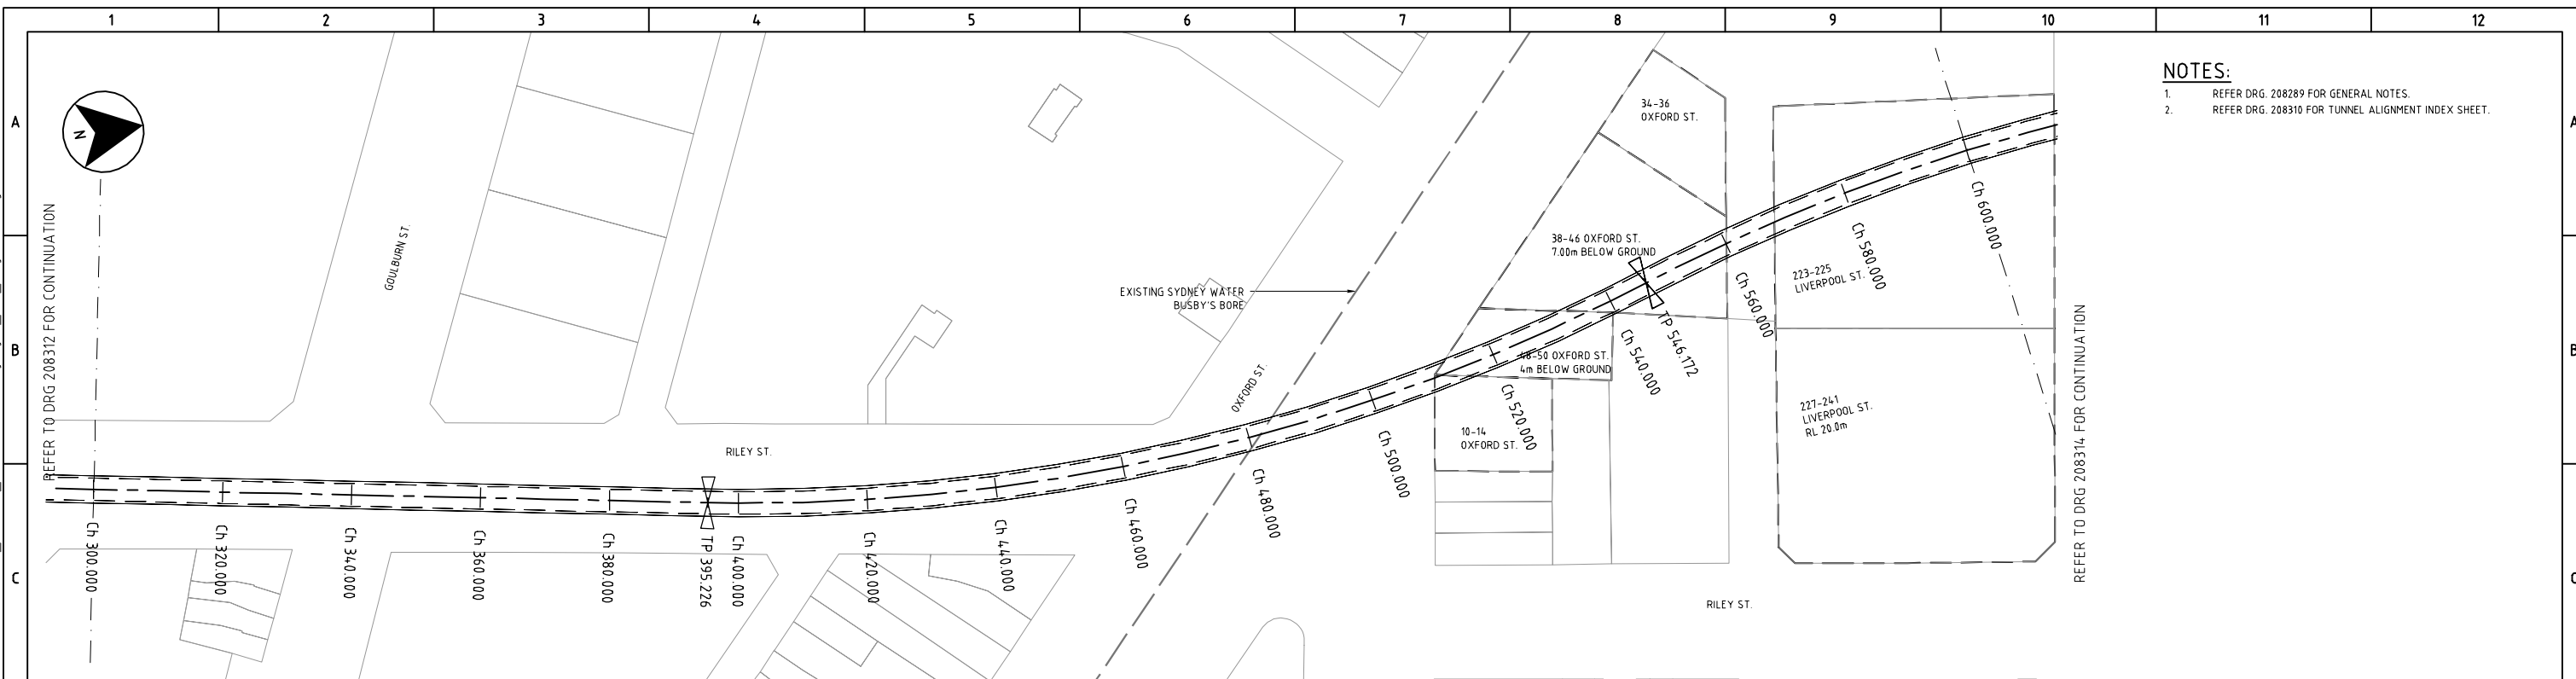 1 2 3 4 5 6 7 8 9 10 11 12
A
A
B
B
C
C
N
REFER TO DRG 208312 FOR CONTINUATION
GOULBURN ST.
RILEY ST.
EXISTING SYDNEY WATER
BUSBY'S BORE
OXFORD ST.
34-36
OXFORD ST.
38-46 OXFORD ST.
7.00m BELOW GROUND
48-50 OXFORD ST.
4m BELOW GROUND
10-14
OXFORD ST.
223-225
LIVERPOOL ST.
227-241
LIVERPOOL ST.
RL 20.0m
RILEY ST.
Ch 300.000
Ch 320.000
Ch 340.000
Ch 360.000
Ch 380.000
TP 395.226
Ch 400.000
Ch 420.000
Ch 440.000
Ch 460.000
Ch 480.000
Ch 500.000
Ch 520.000
Ch 540.000
TP 546.172
Ch 560.000
Ch 580.000
Ch 600.000
REFER TO DRG 208314 FOR CONTINUATION
NOTES:
1. REFER DRG. 208289 FOR GENERAL NOTES.
2. REFER DRG. 208310 FOR TUNNEL ALIGNMENT INDEX SHEET.